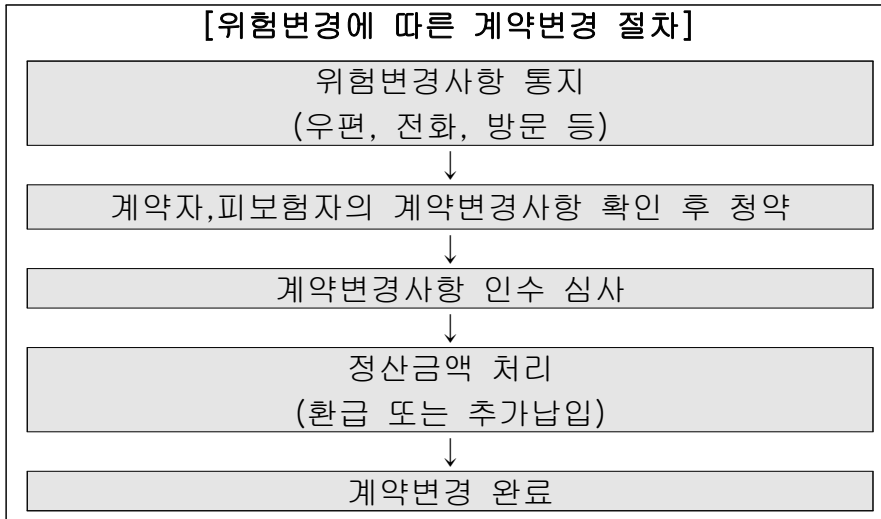 [위험변경에 따른 계약변경 절차]
위험변경사항 통지
(우편, 전화, 방문 등)
↓
계약자,피보험자의 계약변경사항 확인 후 청약
↓
계약변경사항 인수 심사
↓
정산금액 처리
(환급 또는 추가납입)
↓
계약변경 완료